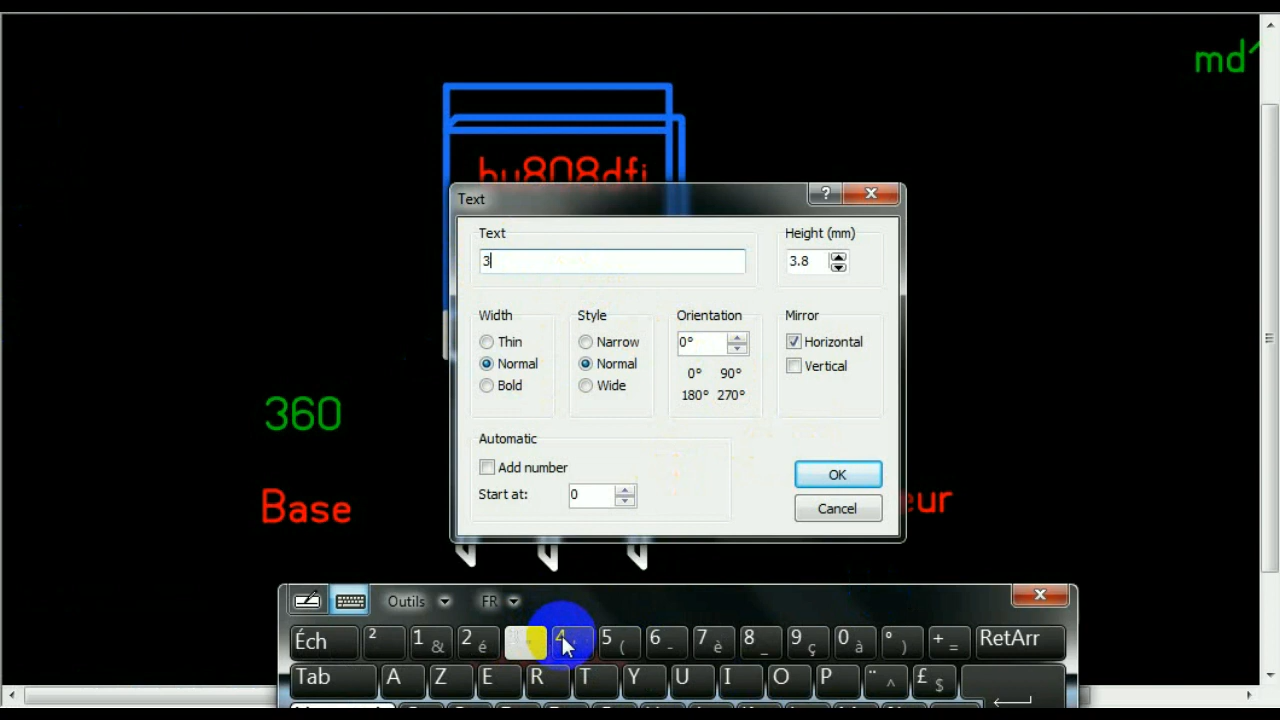 md
bu808dfi
Text
Text
Height (mm)
3
3.8
Width
Style
Orientation
Mirror
Thin
Narrow
0°
Horizontal
Normal
Normal
0° 90°
Vertical
Bold
Wide
180° 270°
360
Automatic
Add number
OK
Start at:
0
Cancel
Base
eur
Outils
FR
Éch
²
1 &
2 é
4
5 (
6 -
7 è
8 _
9 ç
0 à
° )
+ =
RetArr
Tab
A
Z
E
R
T
Y
U
I
O
P
¨ ^
£ $